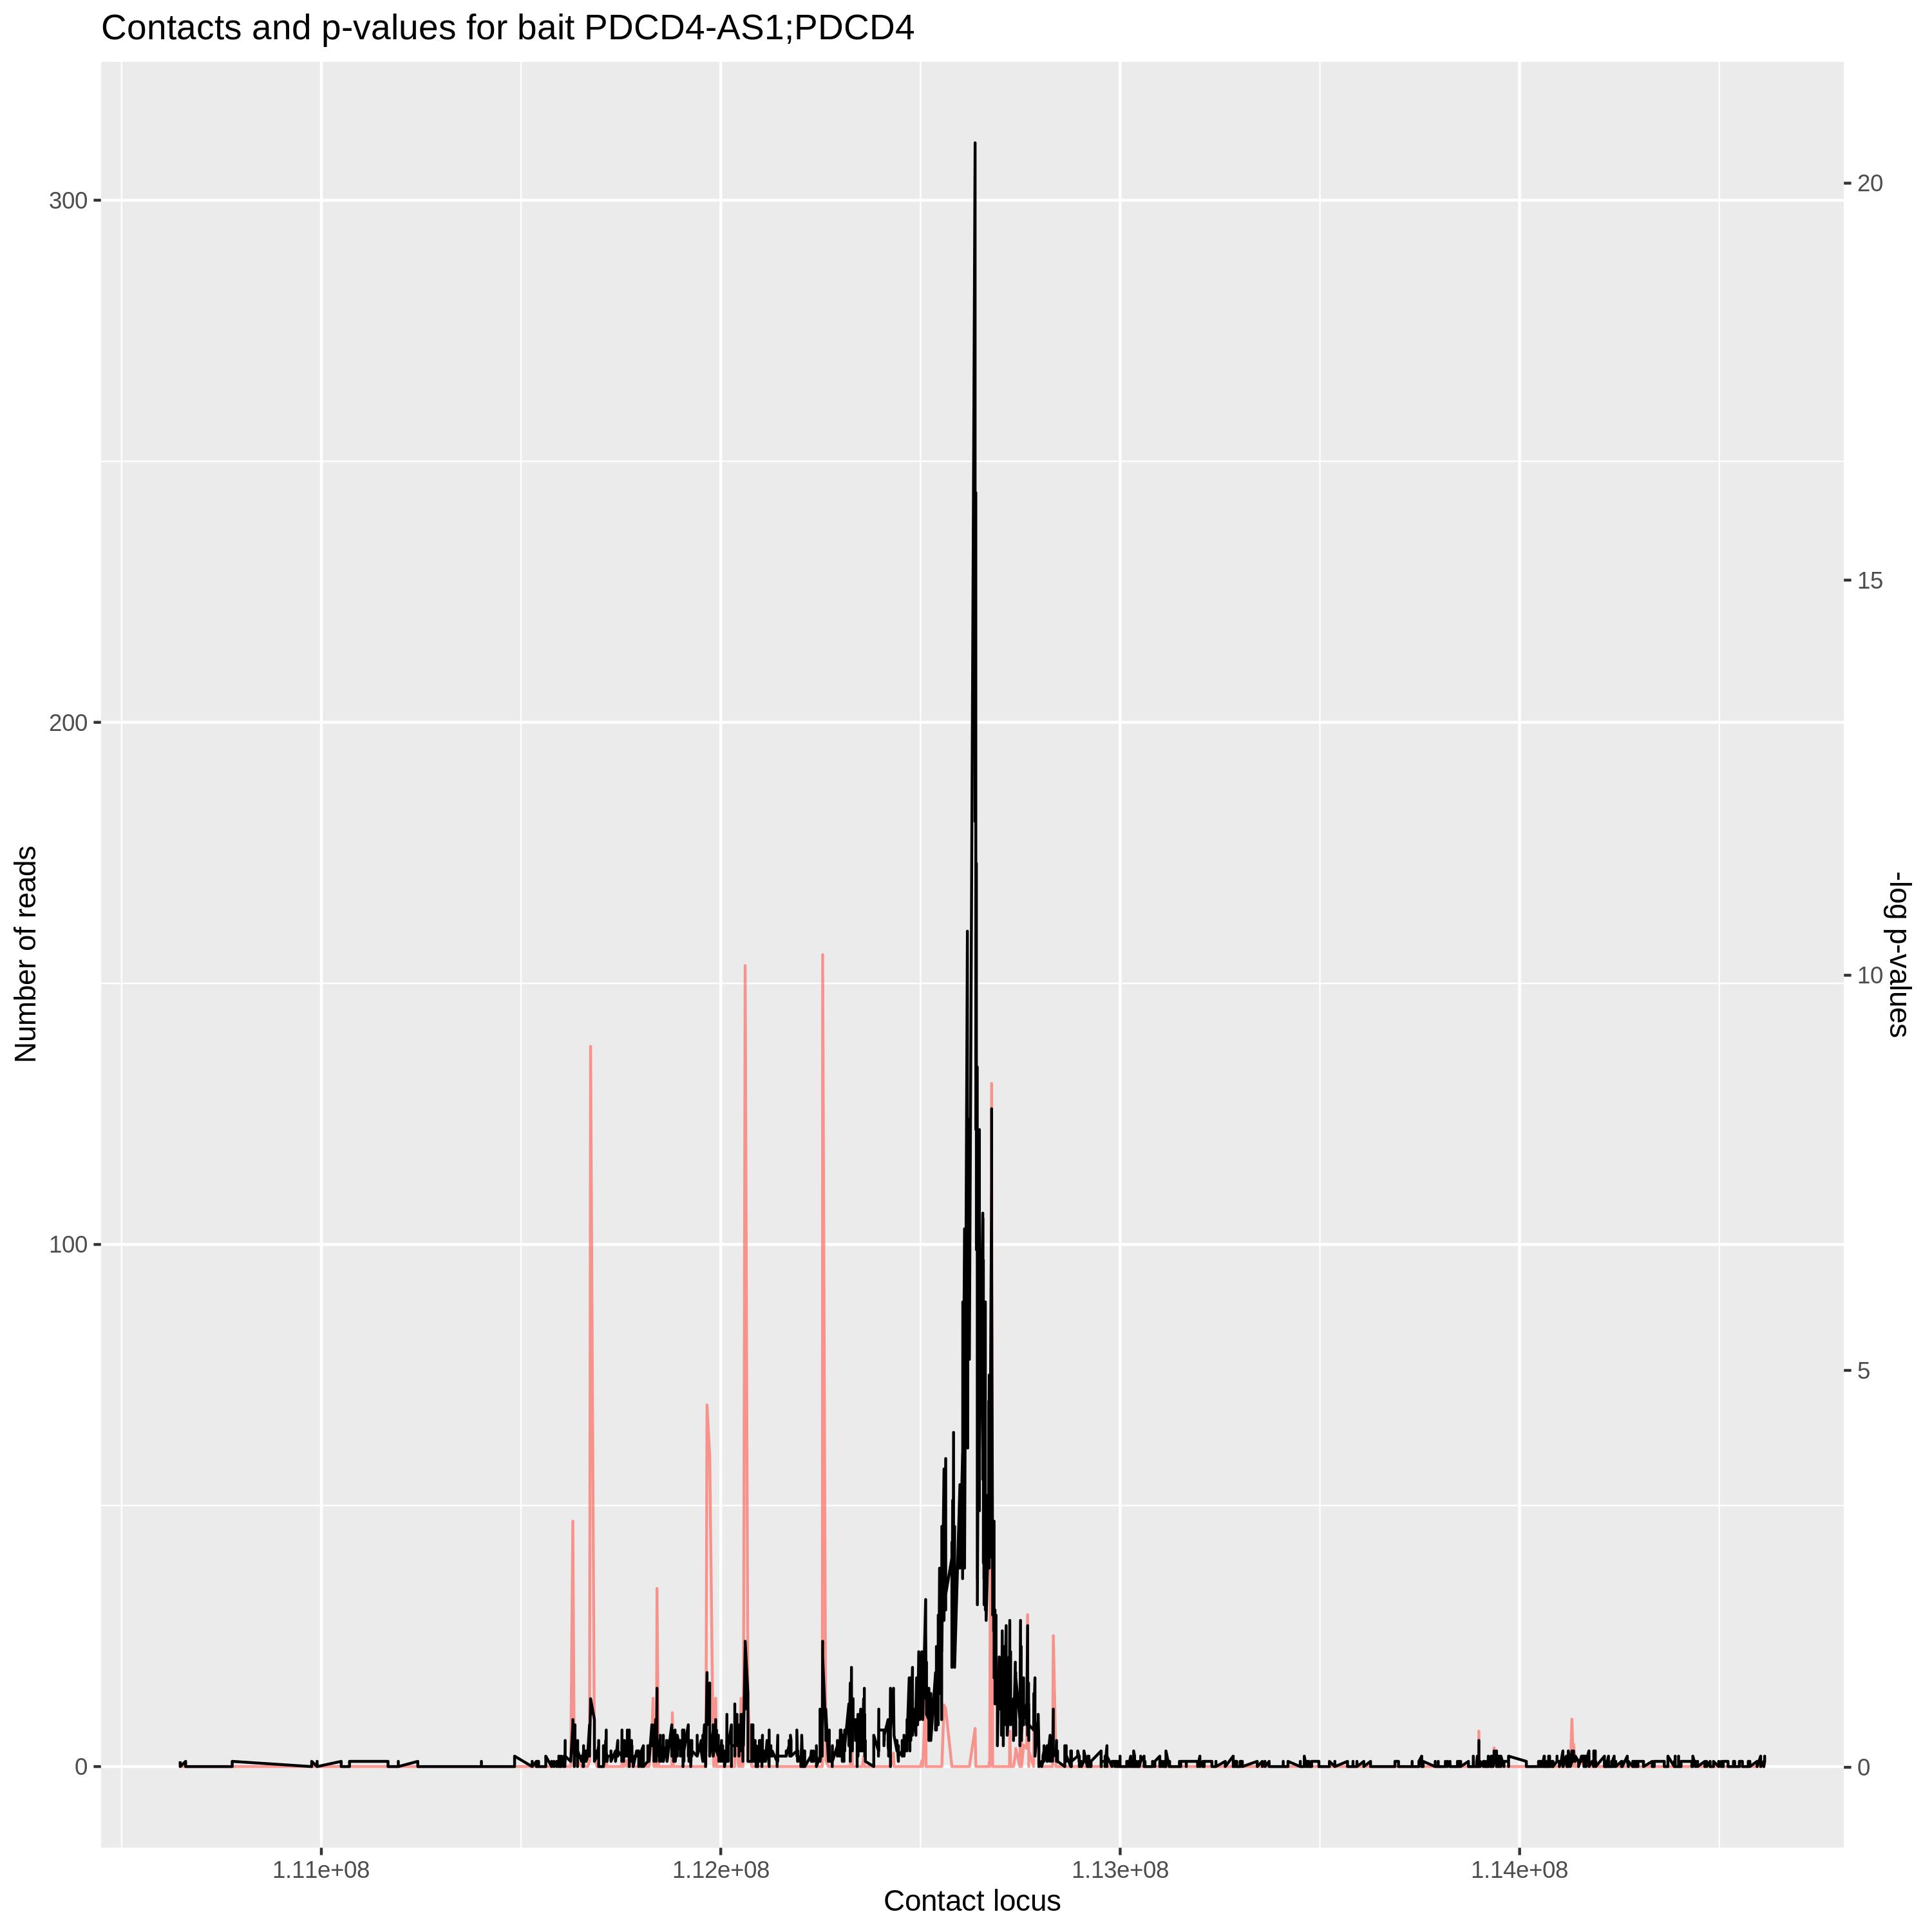 Contacts and p-values for bait PDCD4-AS1;PDCD4
300
200
100
0
Number of reads
20
15
10
5
0
-log p-values
1.11e+08
1.12e+08
1.13e+08
1.14e+08
Contact locus